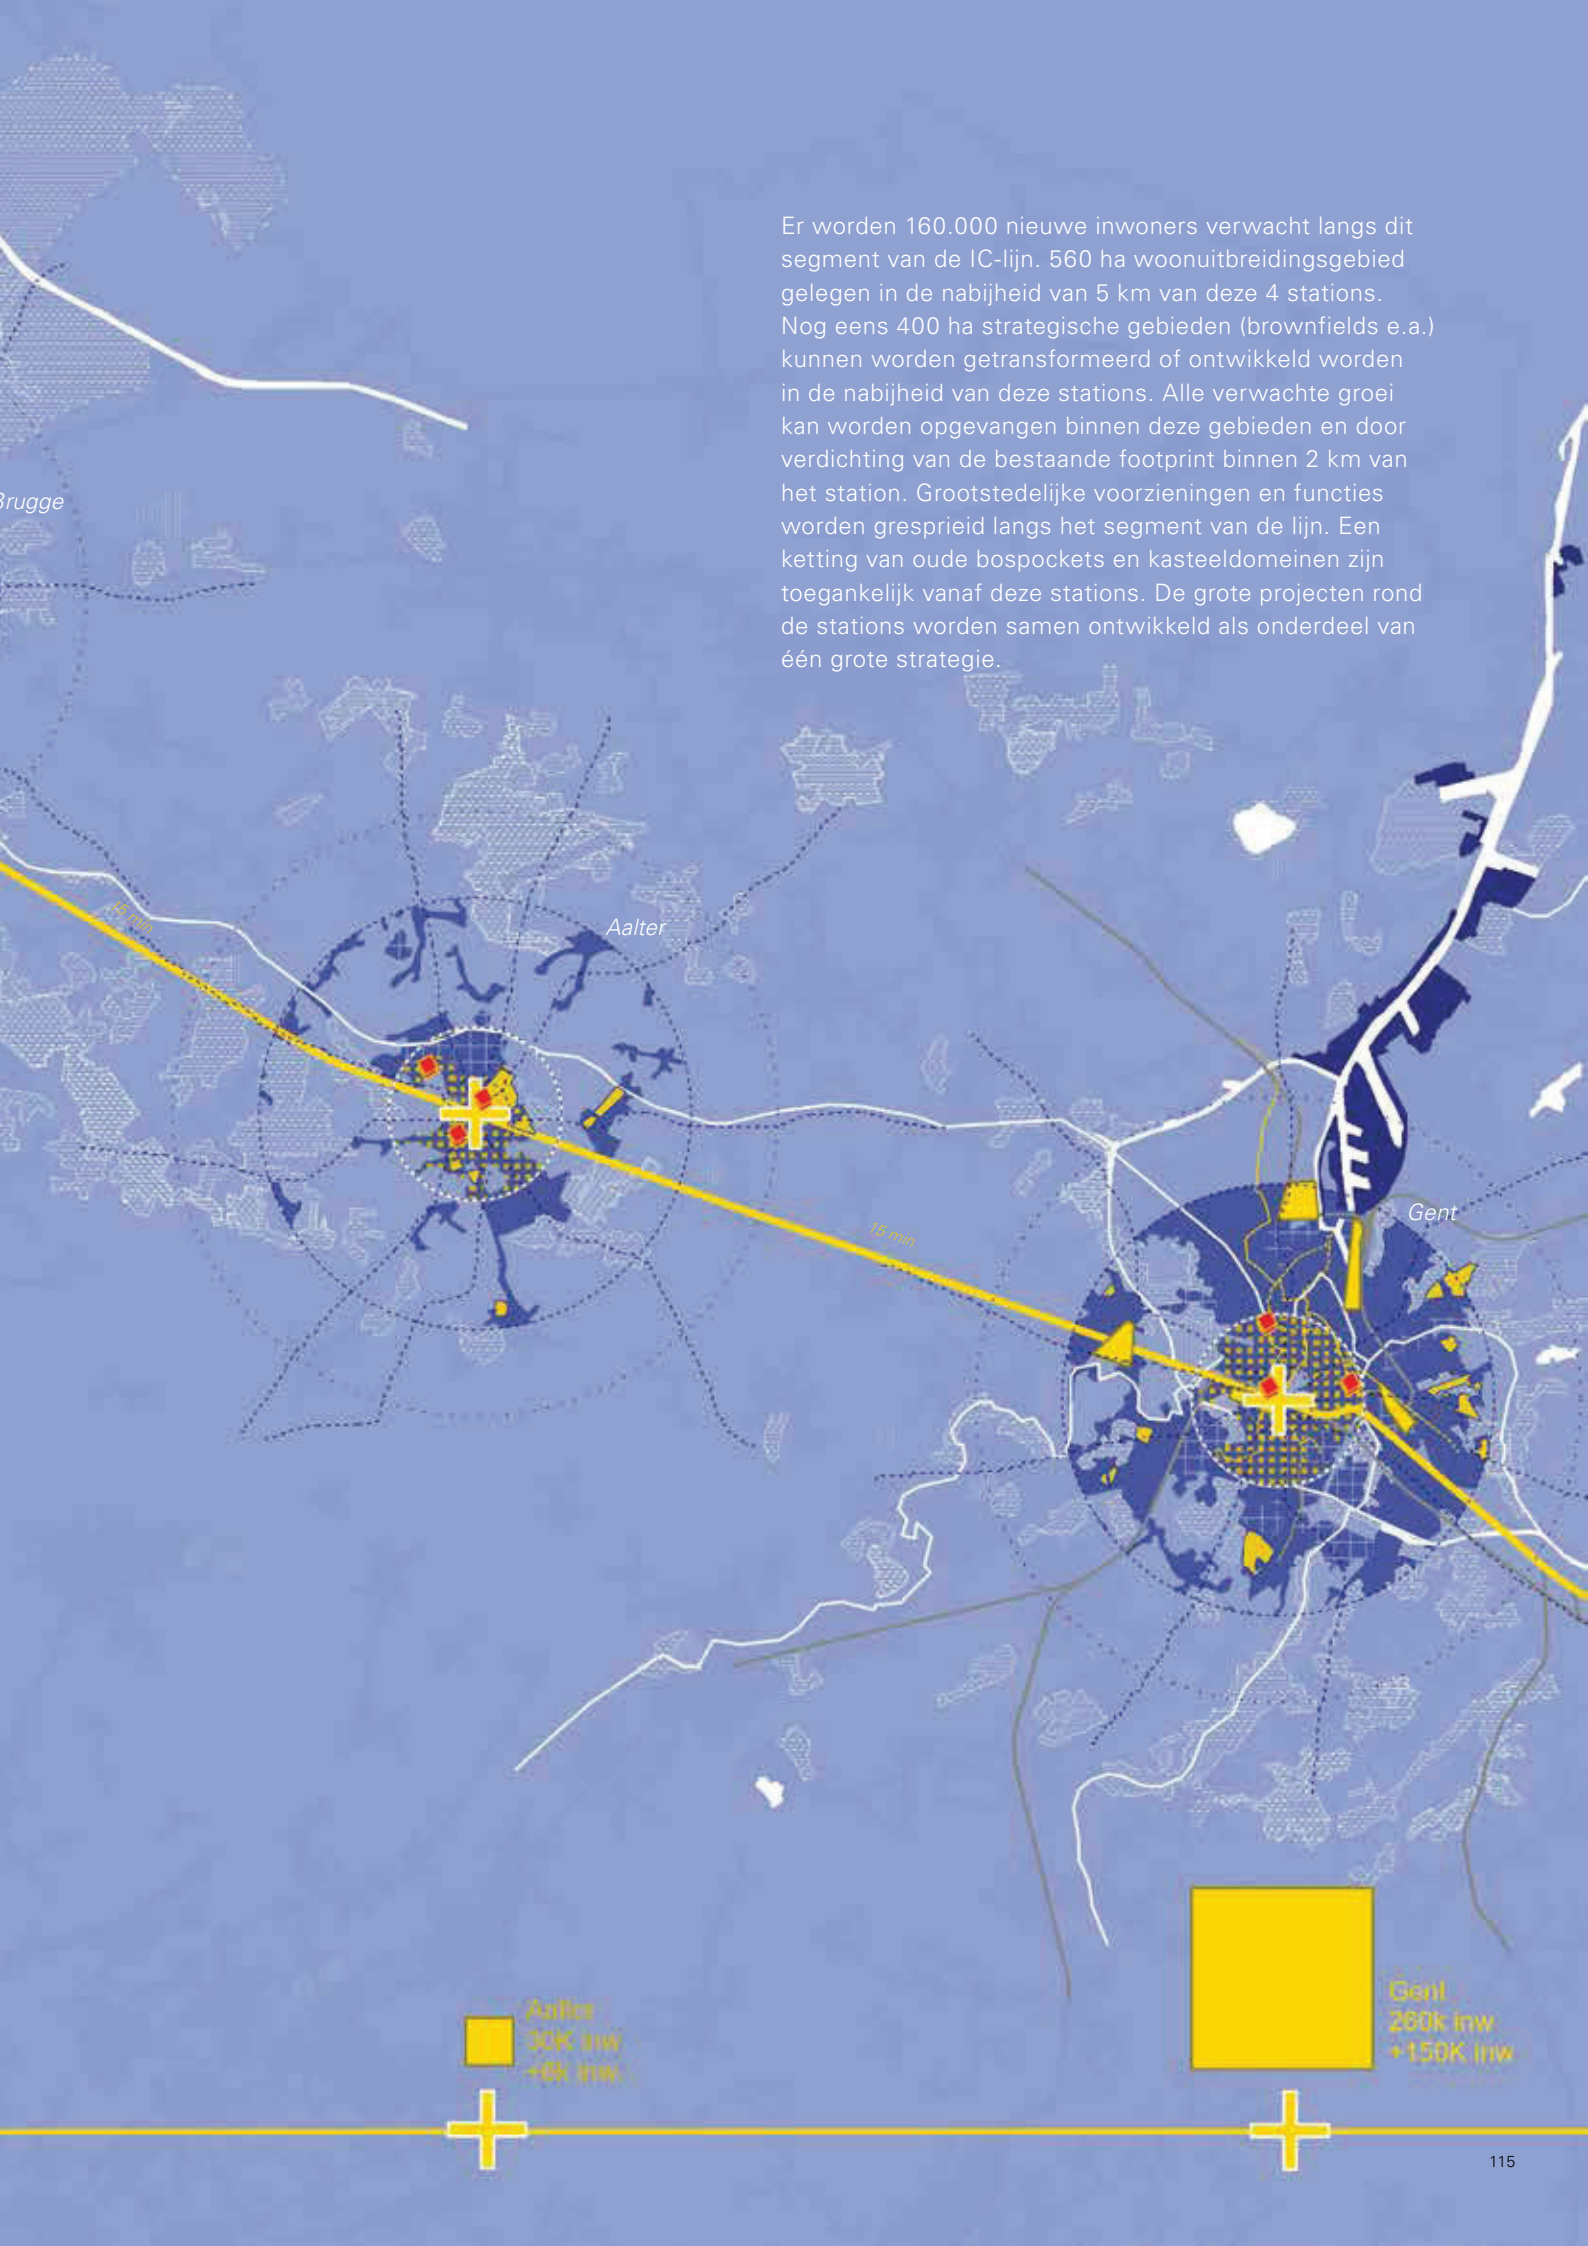 Er worden 160.000 nieuwe inwoners verwacht langs dit
segment van de IC-lijn. 560 ha woonuitbreidingsgebied
gelegen in de nabijheid van 5 km van deze 4 stations.
Nog eens 400 ha strategische gebieden (brownfields e.a.)
kunnen worden getransformeerd of ontwikkeld worden
in de nabijheid van deze stations. Alle verwachte groei
kan worden opgevangen binnen deze gebieden en door
verdichting van de bestaande footprint binnen 2 km van
het station. Grootstedelijke voorzieningen en functies
worden gresprieid langs het segment van de lijn. Een
ketting van oude bospockets en kasteeldomeinen zijn
toegankelijk vanaf deze stations. De grote projecten rond
de stations worden samen ontwikkeld als onderdeel van
één grote strategie.
Brugge
Aalter
15 min
15 min
Gent
Aalter
30K inw
+6k inw.
Gent
260k inw
+150K inw
115